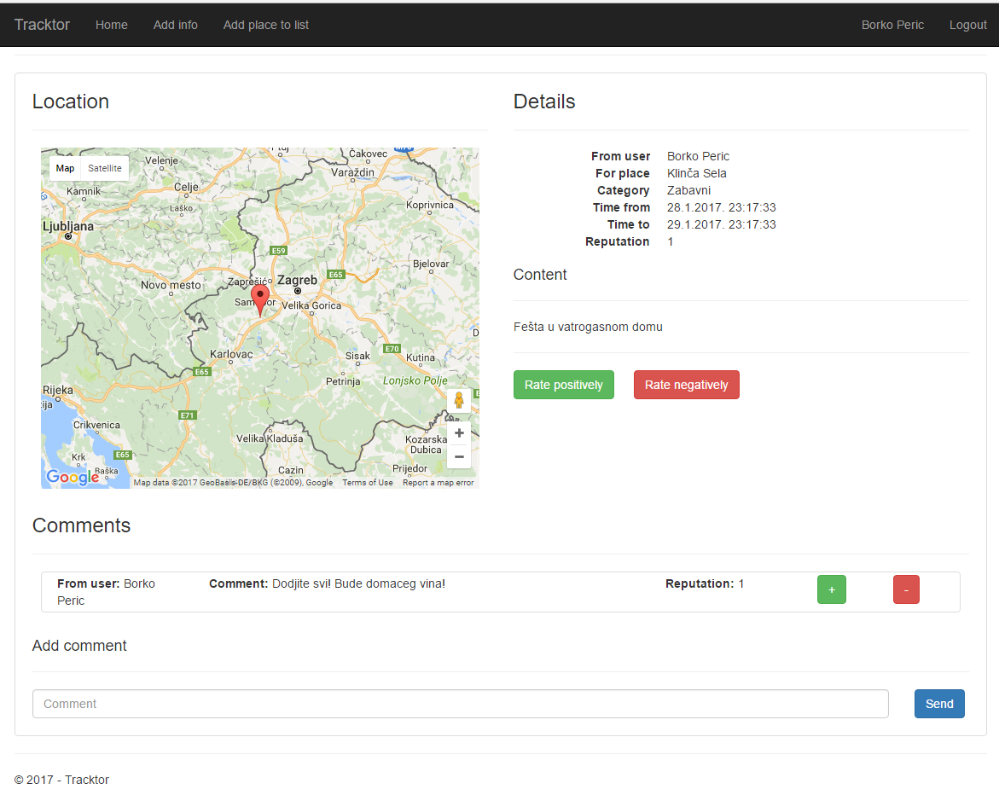 Tracktor Home Add info Add place to list Borko Peric Logout
Location
Map Satellite
Velenje
Čakovec
Varaždin
Kamnik
Celje
Laško
Koprivnica
Ljubljana
E59
Bjelovar
Novo mesto
Zaprešić
Zagreb
E65
Velika Gorica
Karlovac
E65
Sisak
E70
Kutina
Petrinja
Lonjsko Polje
Rijeka
E71
Crikvenica
Velika Kladuša
Kozarska
Dubica
Krk
E65
Baška
Cazin
Prijedor
Google
Map data ©2017 GeoBasis-DE/BKG (©2009), Google Terms of Use Report a map error
Details
From user Borko Peric
For place Klinča Sela
Category Zabavni
Time from 28.1.2017. 23:17:33
Time to 29.1.2017. 23:17:33
Reputation 1
Content
Fešta u vatrogasnom domu
Rate positively Rate negatively
Comments
From user: Borko Peric
Comment: Dodjite svi! Bude domaceg vina!
Reputation: 1
+ -
Add comment
Comment
Send
© 2017 - Tracktor